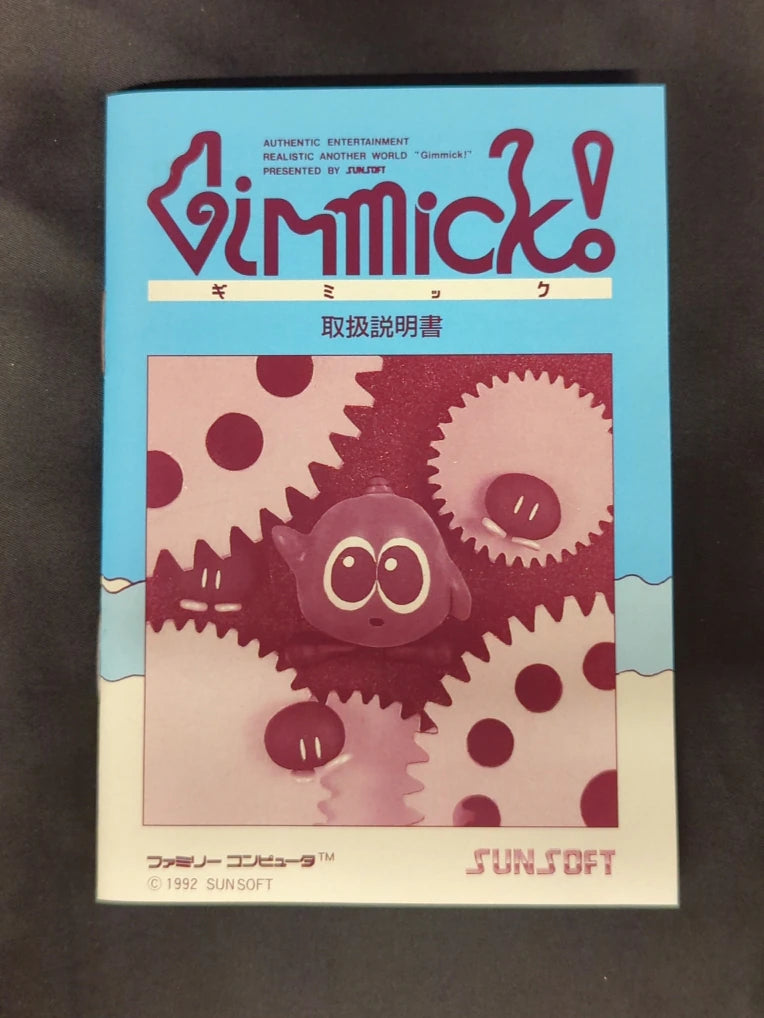 AUTHENTIC ENTERTAINMENT
REALISTIC ANOTHER WORLD "Gimmick!"
PRESENTED BY SUNSOFT
Gimmick!
ギミック
取扱説明書
ファミリー コンピュータ™
SUNSOFT
© 1992 SUNSOFT